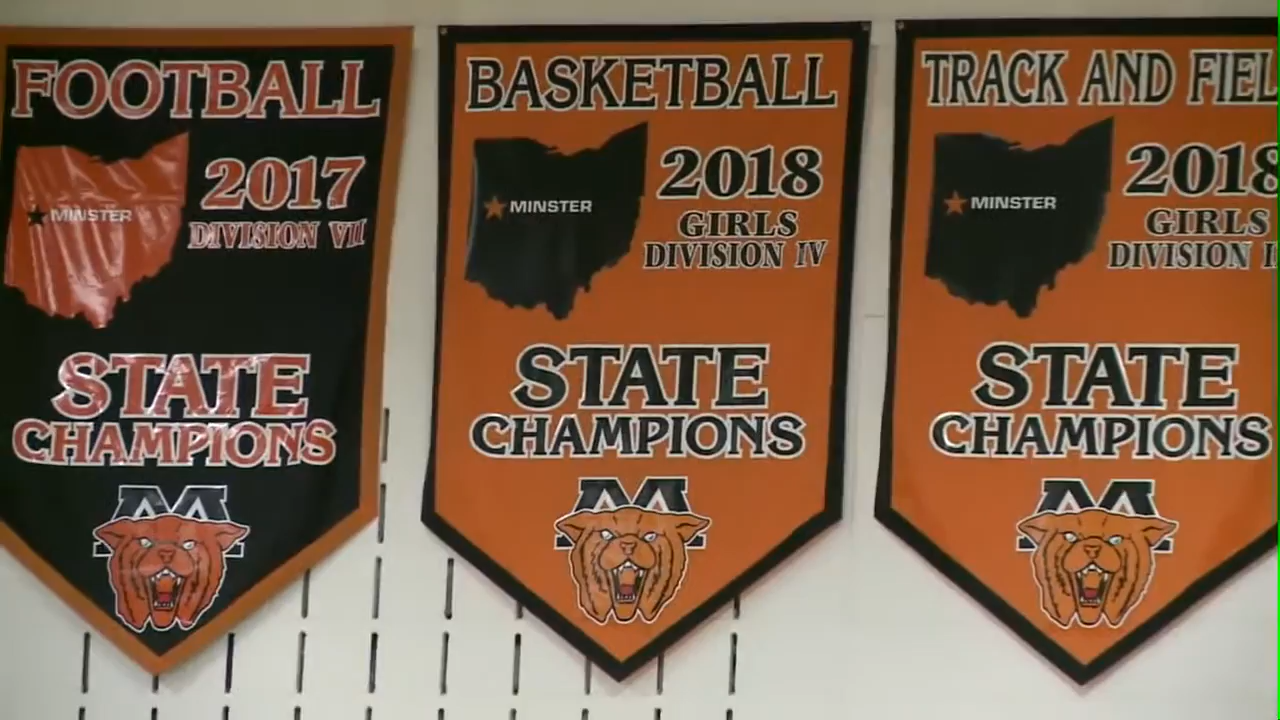 FOOTBALL
MINSTER
2017
DIVISION VII
STATE
CHAMPIONS
M
BASKETBALL
MINSTER
2018
GIRLS
DIVISION IV
STATE
CHAMPIONS
M
TRACK AND FIEL
MINSTER
2018
GIRLS
DIVISION
STATE
CHAMPIONS
M